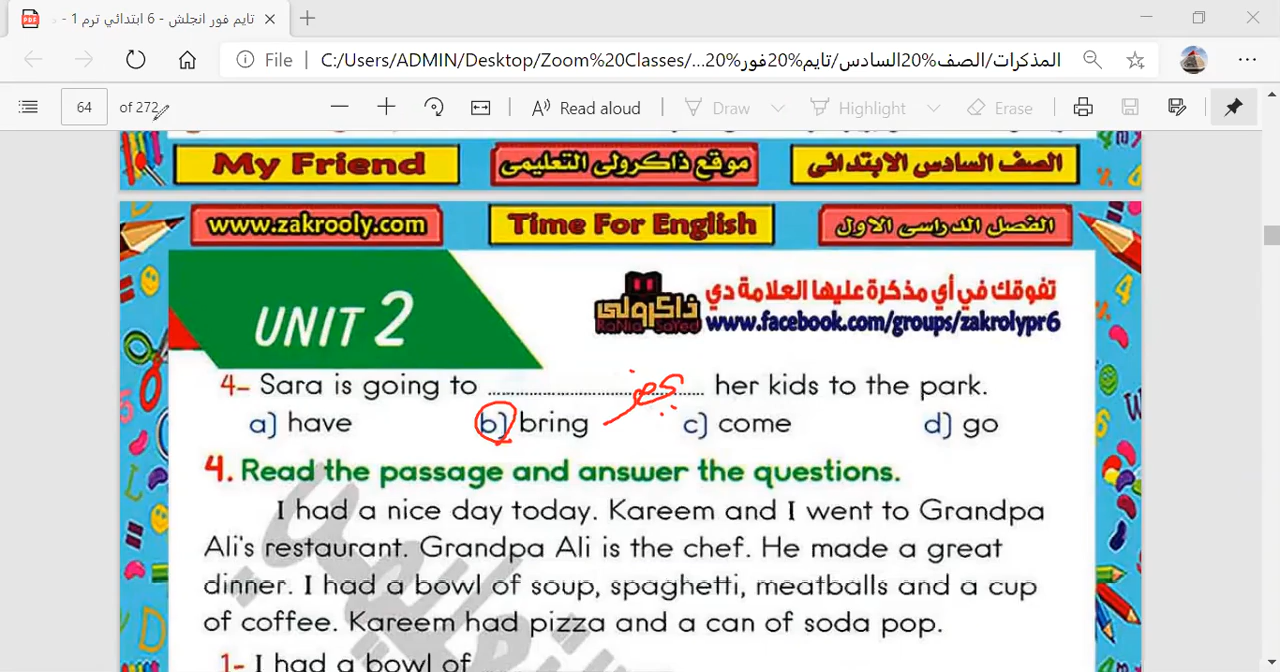 تايم فور انجلش - 6 ابتدائي ترم 1 -
File C:/Users/ADMIN/Desktop/Zoom%20Classes/المذكرات/الصف%20السادس/تايم%20فور%20...
64 of 272 Read aloud Draw Highlight Erase
My Friend موقع ذاكرولى التعليمى الصف السادس الابتدائى
www.zakrooly.com Time For English الفصل الدراسى الاول
UNIT 2
ذاكرولى
RaNia SaYed
تفوقك في أي مذكرة عليها العلامة دي
www.facebook.com/groups/zakrolypr6
4- Sara is going to ........................................ her kids to the park.
a) have b) bring c) come d) go
4. Read the passage and answer the questions.
I had a nice day today. Kareem and I went to Grandpa
Ali's restaurant. Grandpa Ali is the chef. He made a great
dinner. I had a bowl of soup, spaghetti, meatballs and a cup
of coffee. Kareem had pizza and a can of soda pop.
1- I had a bowl of